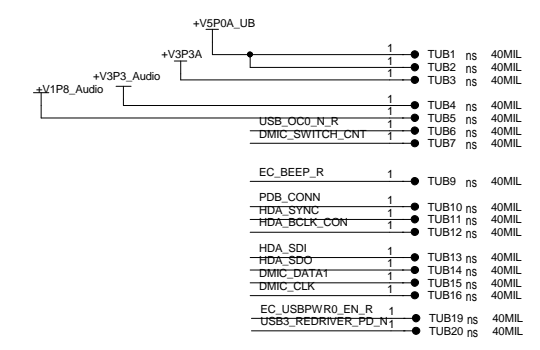 +V5P0A_UB
1 TUB1 ns 40MIL
+V3P3A
1 TUB2 ns 40MIL
1 TUB3 ns 40MIL
+V3P3_Audio
+V1P8_Audio
1 TUB4 ns 40MIL
1 TUB5 ns 40MIL
USB_OC0_N_R 1 TUB6 ns 40MIL
DMIC_SWITCH_CNT 1 TUB7 ns 40MIL
EC_BEEP_R 1 TUB9 ns 40MIL
PDB_CONN 1 TUB10 ns 40MIL
HDA_SYNC 1 TUB11 ns 40MIL
HDA_BCLK_CON 1 TUB12 ns 40MIL
HDA_SDI 1 TUB13 ns 40MIL
HDA_SDO 1 TUB14 ns 40MIL
DMIC_DATA1 1 TUB15 ns 40MIL
DMIC_CLK 1 TUB16 ns 40MIL
EC_USBPWR0_EN_R 1 TUB19 ns 40MIL
USB3_REDRIVER_PD_N 1 TUB20 ns 40MIL